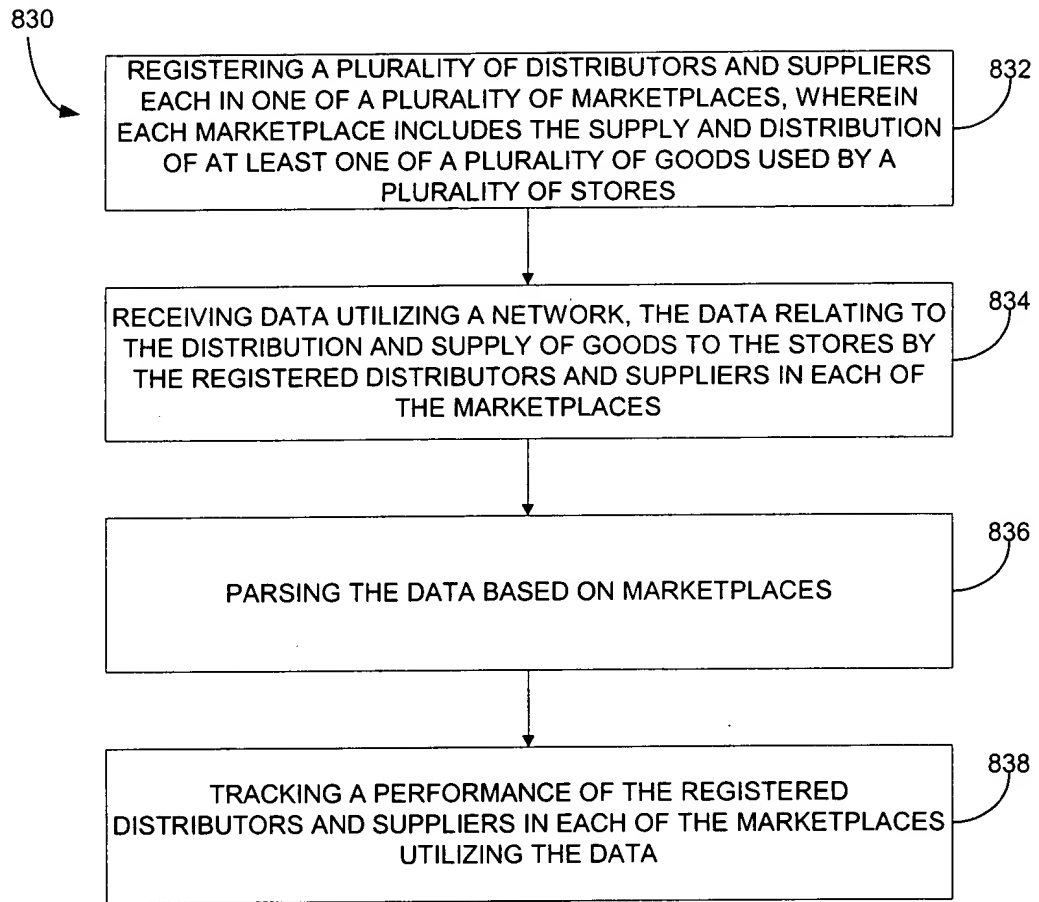 830
REGISTERING A PLURALITY OF DISTRIBUTORS AND SUPPLIERS
EACH IN ONE OF A PLURALITY OF MARKETPLACES, WHEREIN
EACH MARKETPLACE INCLUDES THE SUPPLY AND DISTRIBUTION
OF AT LEAST ONE OF A PLURALITY OF GOODS USED BY A
PLURALITY OF STORES
832
RECEIVING DATA UTILIZING A NETWORK, THE DATA RELATING TO
THE DISTRIBUTION AND SUPPLY OF GOODS TO THE STORES BY
THE REGISTERED DISTRIBUTORS AND SUPPLIERS IN EACH OF
THE MARKETPLACES
834
PARSING THE DATA BASED ON MARKETPLACES
836
TRACKING A PERFORMANCE OF THE REGISTERED
DISTRIBUTORS AND SUPPLIERS IN EACH OF THE MARKETPLACES
UTILIZING THE DATA
838